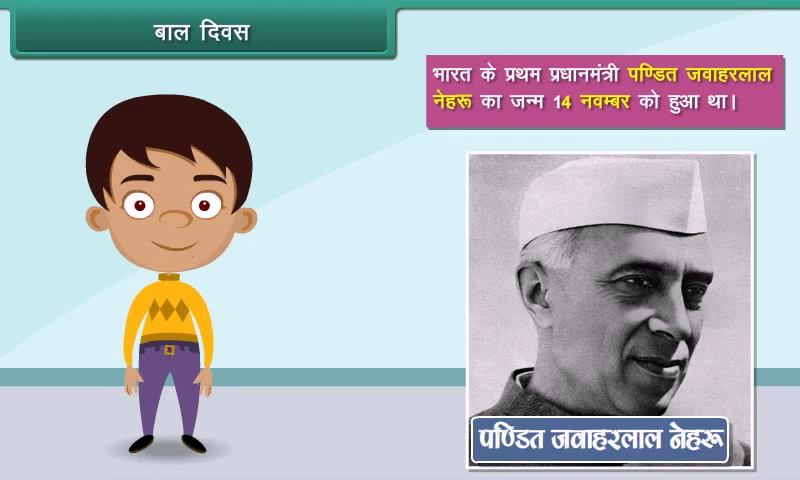 बाल दिवस
भारत के प्रथम प्रधानमंत्री पण्डित जवाहरलाल
नेहरू का जन्म 14 नवम्बर को हुआ था।
पण्डित जवाहरलाल नेहरू